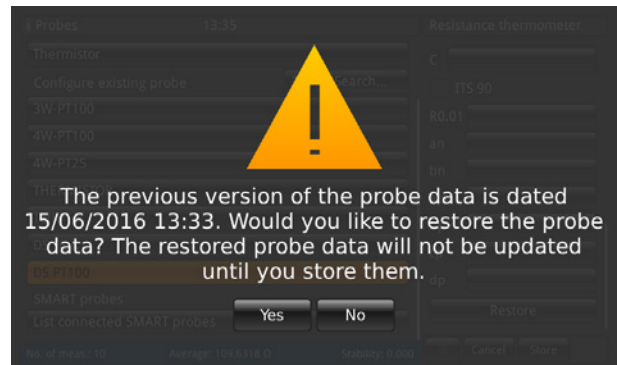 Probes
13:35
Resistance thermometer
Thermistor
C
Configure existing probe
Search...
ITS 90
3W-PT100
R0.01
4W-PT100
an
4W-PT25
bn
The previous version of the probe data is dated
15/06/2016 13:33. Would you like to restore the probe
data? The restored probe data will not be updated
until you store them.
05 PT100
dp
SMART probes
Yes
No
Restore
List connected SMART probes
No. of meas.: 10
Average: 109.6318 Ω
Stability: 0.000
Cancel
Store